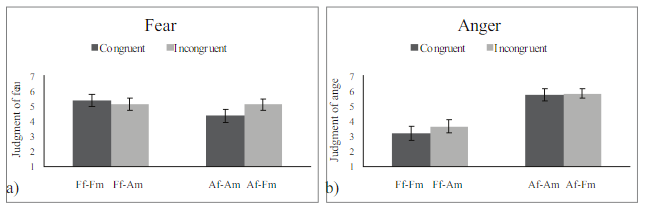 Fear
Congruent Incongruent
Judgment of fear
7
6
5
4
3
2
1
Ff-Fm Ff-Am Af-Am Af-Fm
a)
Anger
Congruent Incongruent
Judgment of ange
7
6
5
4
3
2
1
Ff-Fm Ff-Am Af-Am Af-Fm
b)